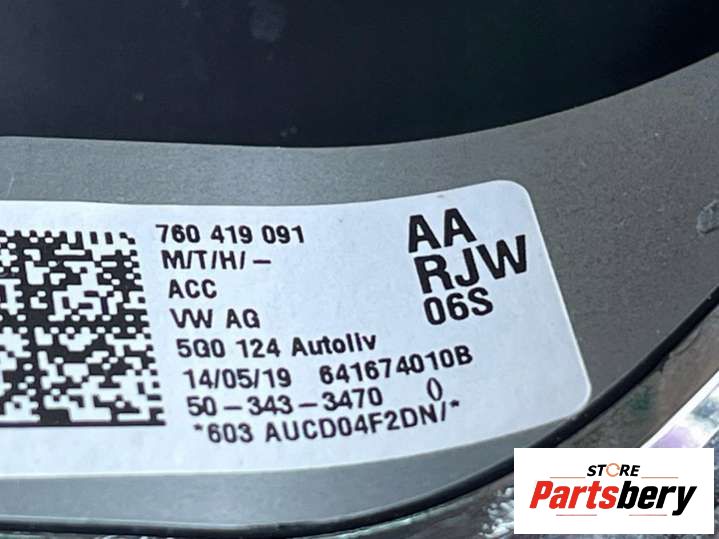 760 419 091
M/T/H/-
ACC
VW AG
5G0 124 Autoliv
14/05/19 641674010B
50-343-3470 ()
*603 AUCD04F2DN/*
AA
RJW
06S
STORE
Partsbery